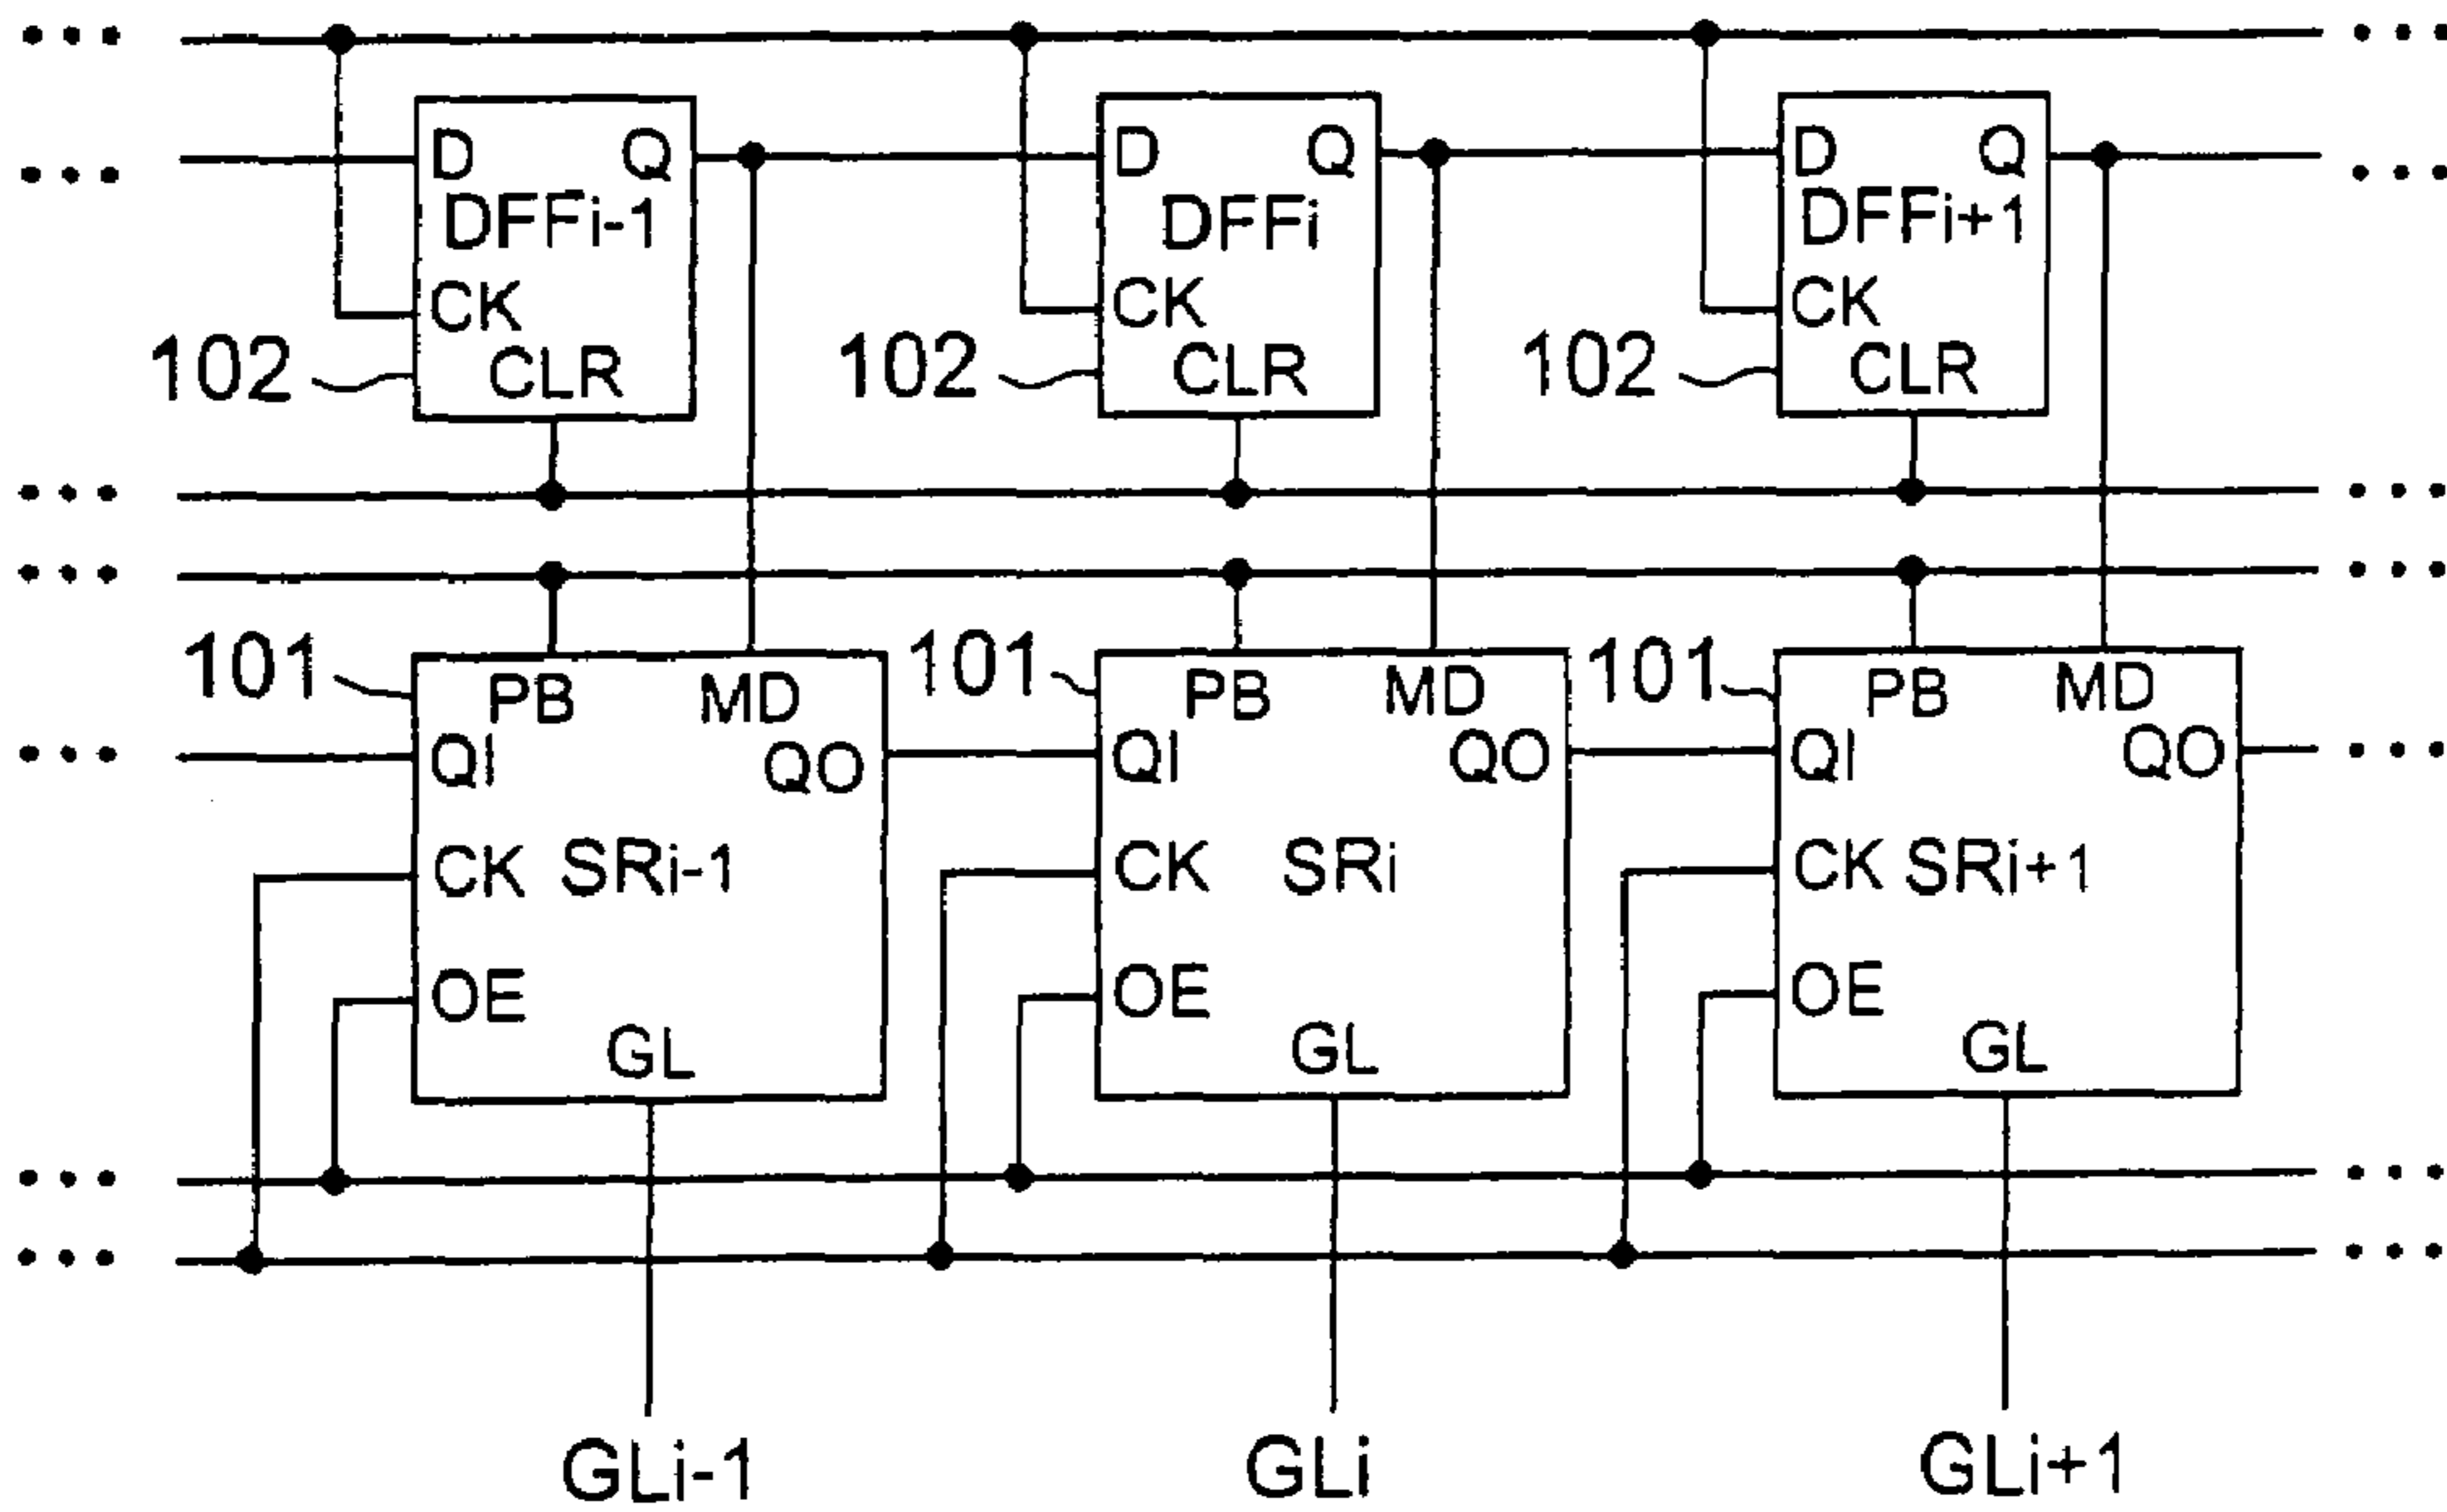 D Q D Q D Q
DFFi-1 DFFi DFFi+1
CK CK CK
102 CLR 102 CLR 102 CLR
101 PB MD 101 PB MD 101 PB MD
QI QO QI QO QI QO
CK SRi-1 CK SRi CK SRi+1
OE OE OE
GL GL GL
GLi-1 GLi GLi+1